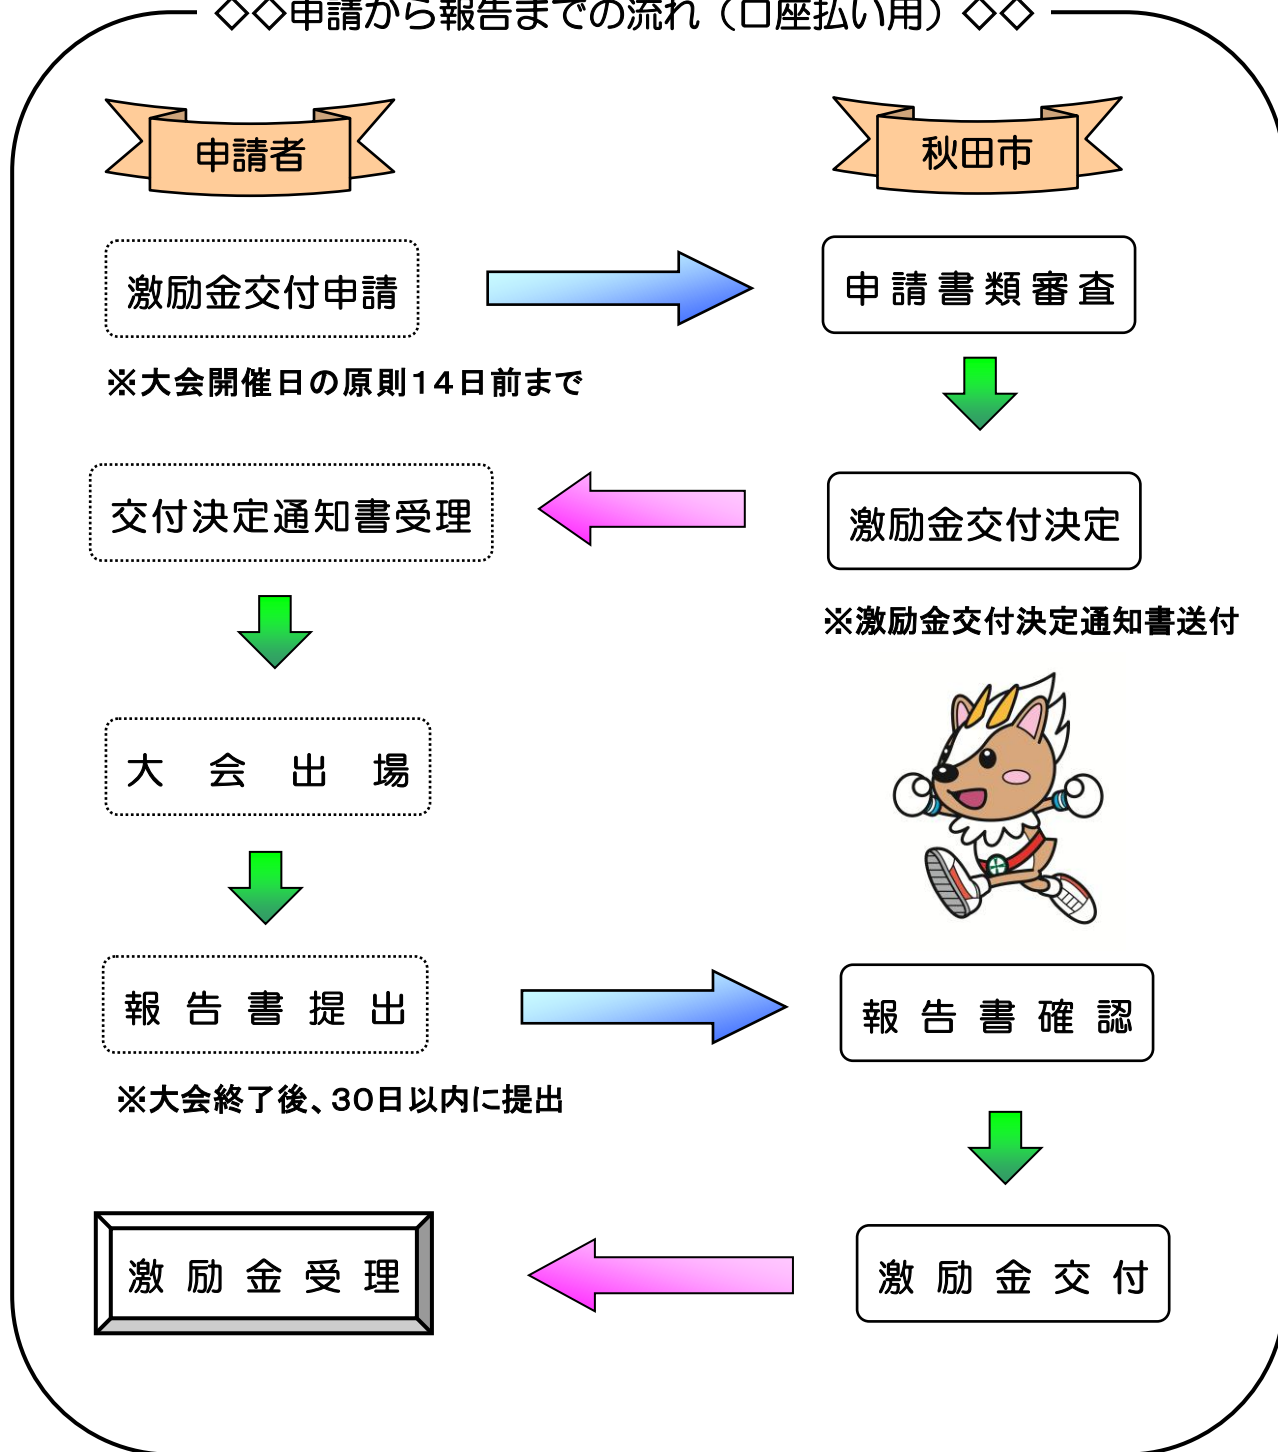 ◇◇申請から報告までの流れ（口座払い用）◇◇
申請者
秋田市
激励金交付申請
申請書類審査
※大会開催日の原則14日前まで
交付決定通知書受理
激励金交付決定
※激励金交付決定通知書送付
大会出場
報告書提出
報告書確認
※大会終了後、30日以内に提出
激励金受理
激励金交付